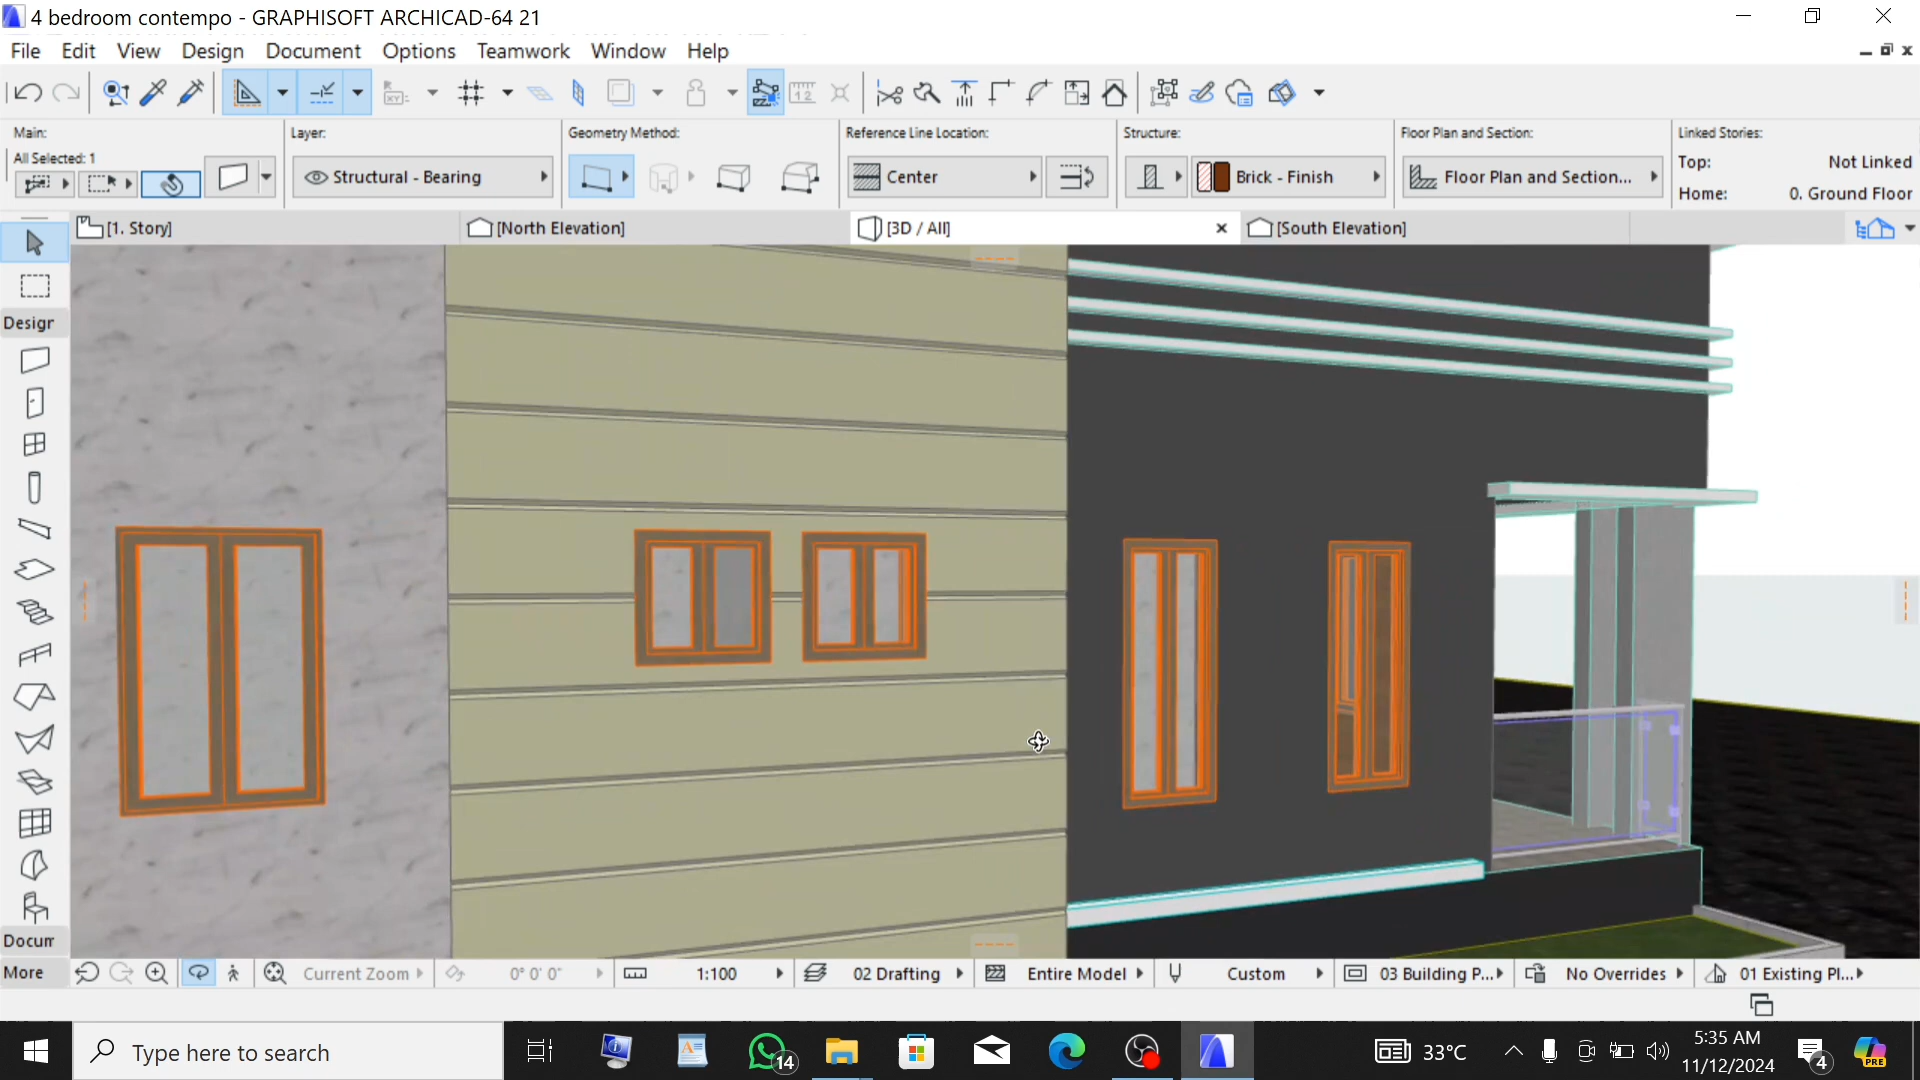 4 bedroom contempo - GRAPHISOFT ARCHICAD-64 21
File Edit View Design Document Options Teamwork Window Help
Main: Layer: Geometry Method: Reference Line Location: Structure: Floor Plan and Section: Linked Stories:
All Selected: 1
Structural - Bearing Center Brick - Finish Floor Plan and Section...
Top: Not Linked
Home: 0. Ground Floor
[1. Story] [North Elevation] [3D / All] [South Elevation]
Design
Docum
More Current Zoom 0° 0' 0" 1:100 02 Drafting Entire Model Custom 03 Building P... No Overrides 01 Existing Pl...
Type here to search 14 33°C 5:35 AM
11/12/2024 4 PRE